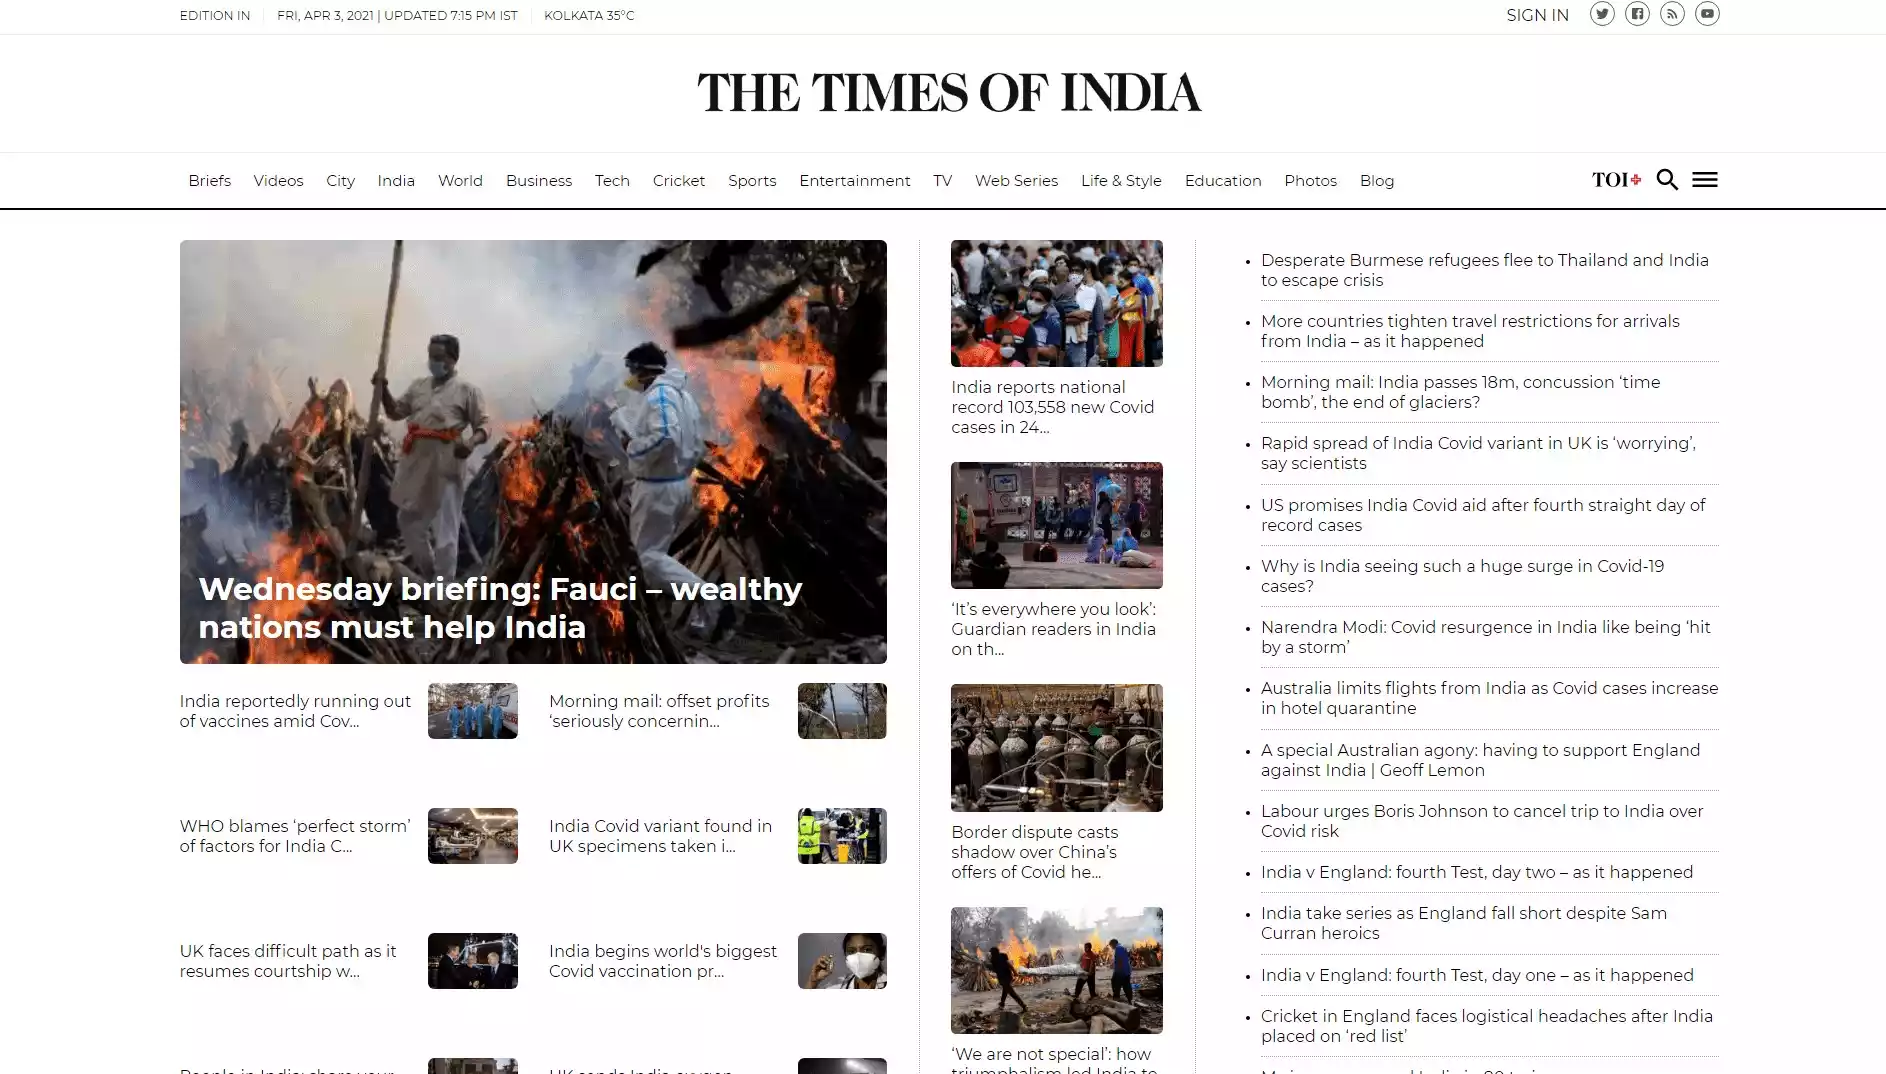 EDITION IN
FRI, APR 3, 2021 | UPDATED 7:15 PM IST
KOLKATA 35°C
SIGN IN
THE TIMES OF INDIA
Briefs
Videos
City
India
World
Business
Tech
Cricket
Sports
Entertainment
TV
Web Series
Life & Style
Education
Photos
Blog
TOI+
Wednesday briefing: Fauci – wealthy
nations must help India
India reportedly running out
of vaccines amid Cov...
Morning mail: offset profits
‘seriously concernin...
WHO blames ‘perfect storm’
of factors for India C...
India Covid variant found in
UK specimens taken i...
UK faces difficult path as it
resumes courtship w...
India begins world's biggest
Covid vaccination pr...
India reports national
record 103,558 new Covid
cases in 24...
‘It’s everywhere you look’:
Guardian readers in India
on th...
Border dispute casts
shadow over China’s
offers of Covid he...
‘We are not special’: how
triumphalism led India to
Desperate Burmese refugees flee to Thailand and India
to escape crisis
More countries tighten travel restrictions for arrivals
from India – as it happened
Morning mail: India passes 18m, concussion ‘time
bomb’, the end of glaciers?
Rapid spread of India Covid variant in UK is ‘worrying’,
say scientists
US promises India Covid aid after fourth straight day of
record cases
Why is India seeing such a huge surge in Covid-19
cases?
Narendra Modi: Covid resurgence in India like being ‘hit
by a storm’
Australia limits flights from India as Covid cases increase
in hotel quarantine
A special Australian agony: having to support England
against India | Geoff Lemon
Labour urges Boris Johnson to cancel trip to India over
Covid risk
India v England: fourth Test, day two – as it happened
India take series as England fall short despite Sam
Curran heroics
India v England: fourth Test, day one – as it happened
Cricket in England faces logistical headaches after India
placed on ‘red list’